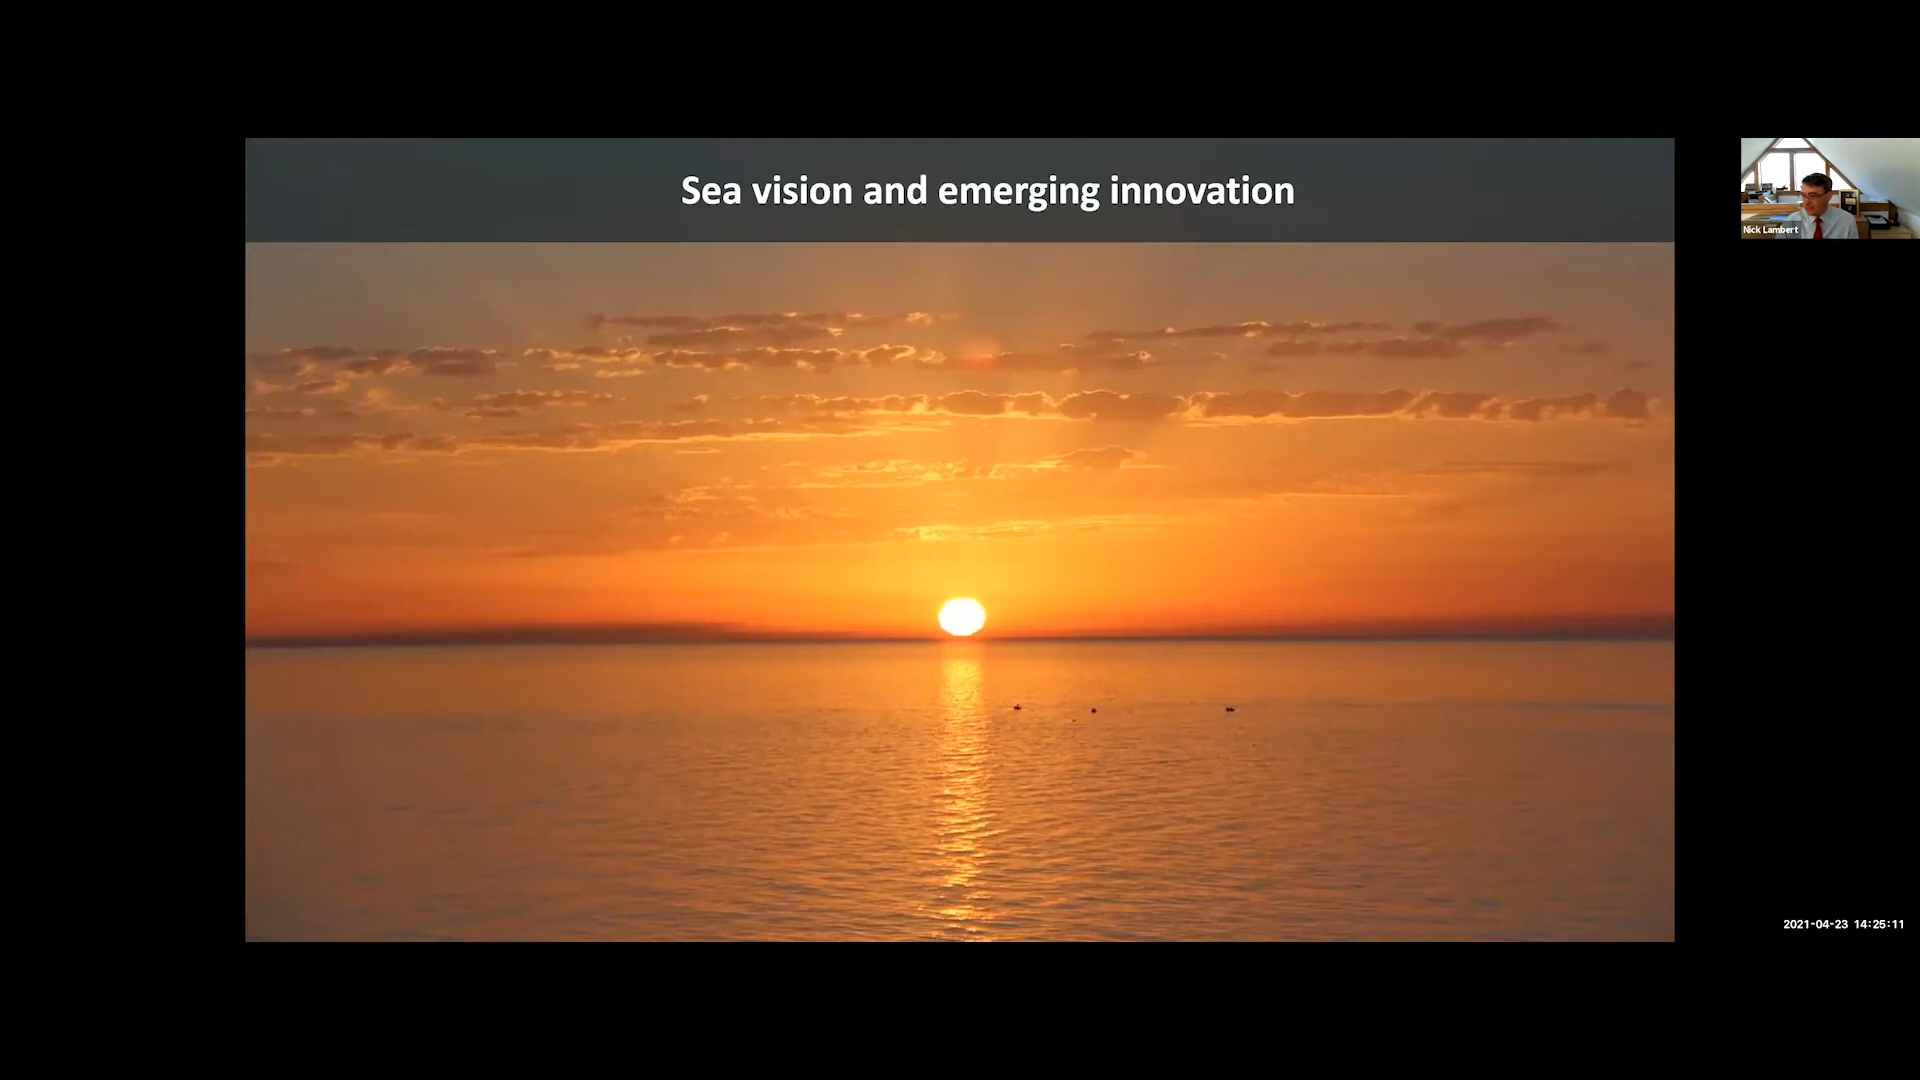 Sea vision and emerging innovation
Nick Lambert
2021-04-23 14:25:11